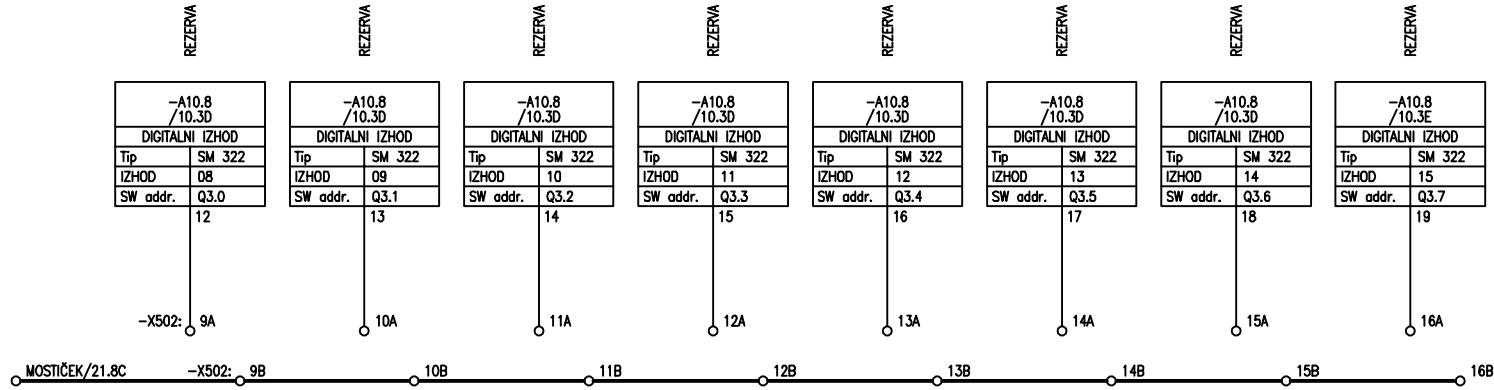 REZERVA REZERVA REZERVA REZERVA REZERVA REZERVA REZERVA REZERVA
-A10.8 -A10.8 -A10.8 -A10.8 -A10.8 -A10.8 -A10.8 -A10.8
/10.3D /10.3D /10.3D /10.3D /10.3D /10.3D /10.3D /10.3E
DIGITALNI IZHOD DIGITALNI IZHOD DIGITALNI IZHOD DIGITALNI IZHOD DIGITALNI IZHOD DIGITALNI IZHOD DIGITALNI IZHOD DIGITALNI IZHOD
Tip SM 322 Tip SM 322 Tip SM 322 Tip SM 322 Tip SM 322 Tip SM 322 Tip SM 322 Tip SM 322
IZHOD 08 IZHOD 09 IZHOD 10 IZHOD 11 IZHOD 12 IZHOD 13 IZHOD 14 IZHOD 15
SW addr. Q3.0 SW addr. Q3.1 SW addr. Q3.2 SW addr. Q3.3 SW addr. Q3.4 SW addr. Q3.5 SW addr. Q3.6 SW addr. Q3.7
12 13 14 15 16 17 18 19
-X502: 9A 10A 11A 12A 13A 14A 15A 16A
MOSTIČEK/21.8C -X502: 9B 10B 11B 12B 13B 14B 15B 16B